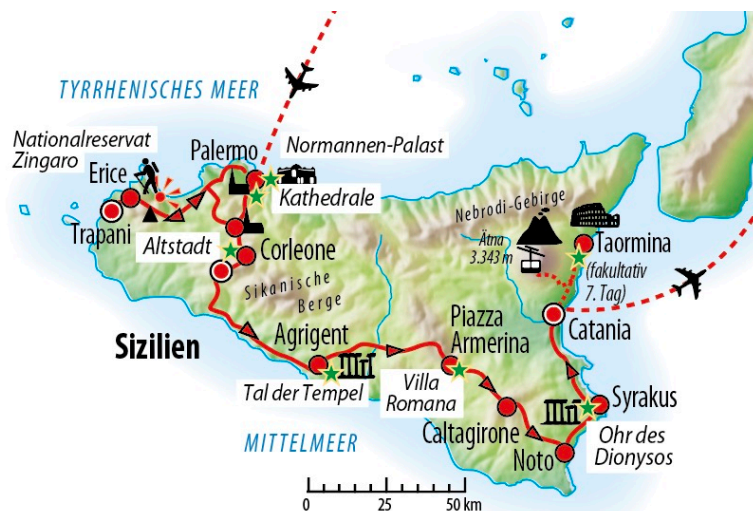 TYRRHENISCHES MEER
Nationalreservat
Zingaro
Palermo
Normannen-Palast
Erice
Kathedrale
Trapani
Altstadt
Corleone
Nebrodi-Gebirge
Ätna
3.343 m
Taormina
(fakultativ
7. Tag)
Sikanische
Berge
Sizilien
Agrigent
Piazza
Armerina
Catania
Tal der Tempel
Villa
Romana
Syrakus
Caltagirone
Ohr des
Dionysos
MITTELMEER
Noto
0 25 50 km